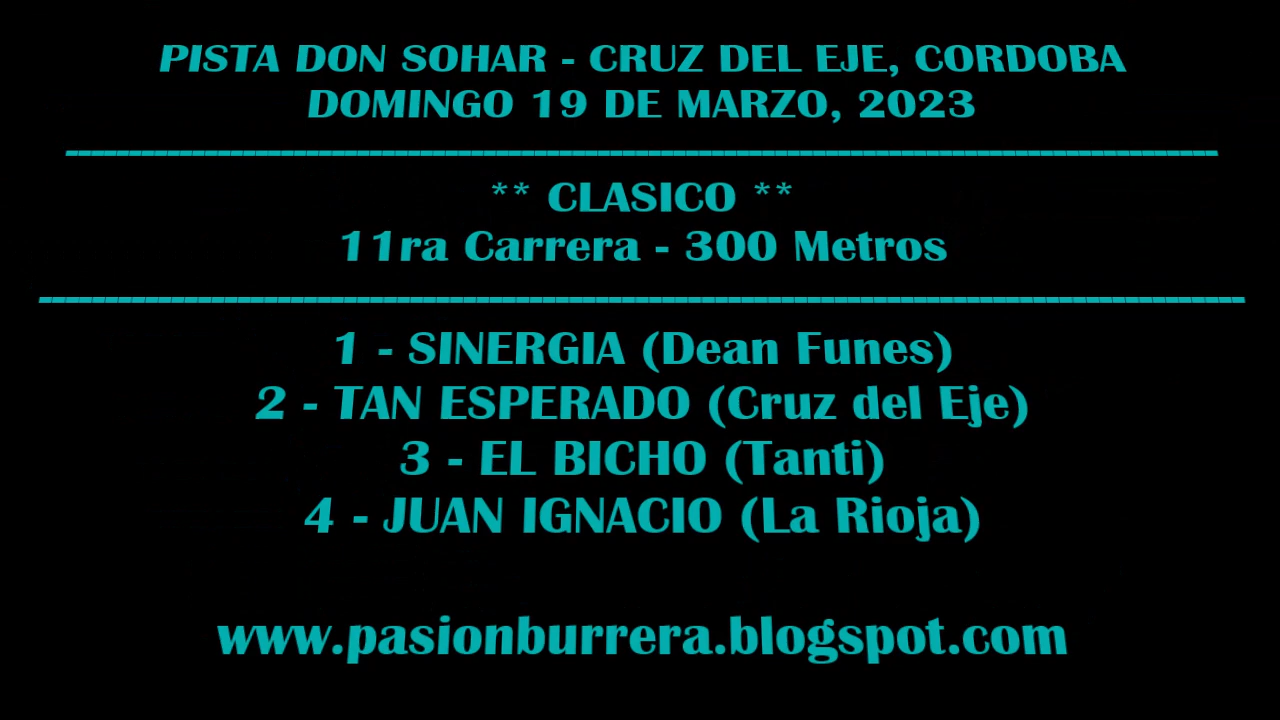 PISTA DON SOHAR - CRUZ DEL EJE, CORDOBA
DOMINGO 19 DE MARZO, 2023
** CLASICO **
11ra Carrera - 300 Metros
1 - SINERGIA (Dean Funes)
2 - TAN ESPERADO (Cruz del Eje)
3 - EL BICHO (Tanti)
4 - JUAN IGNACIO (La Rioja)
www.pasionburrera.blogspot.com